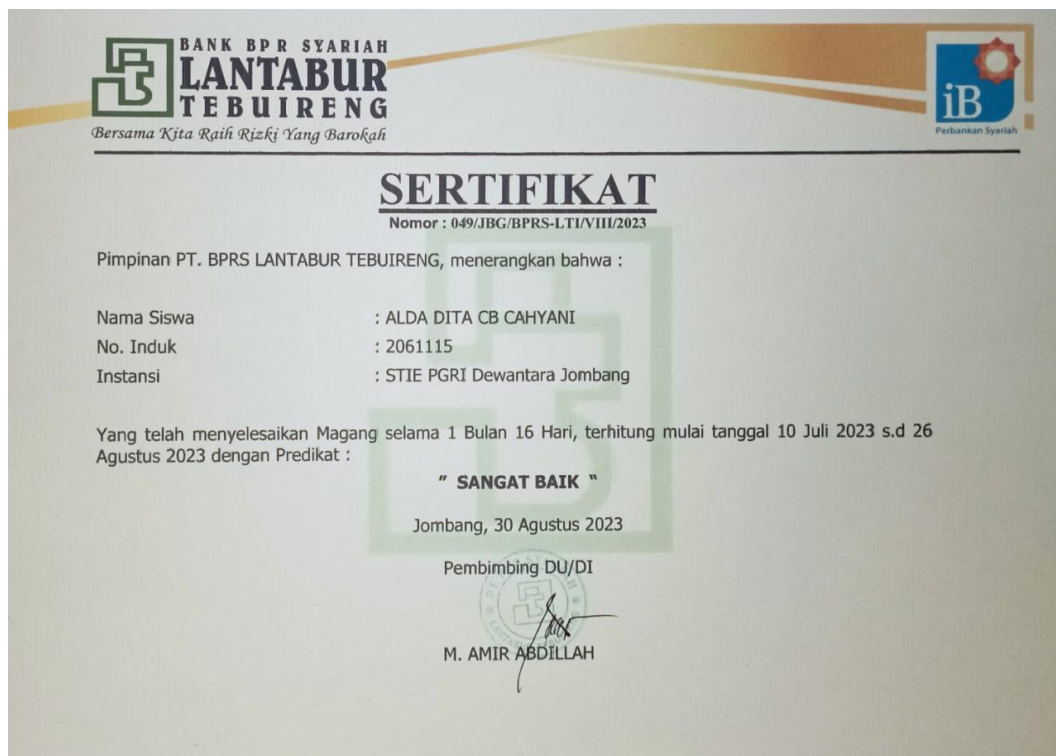 BANK BPR SYARIAH
LANTABUR
TEBUIRENG
Bersama Kita Raih Rizki Yang Barokah
iB
Perbankan Syariah
SERTIFIKAT
Nomor : 049/JBG/BPRS-LTI/VIII/2023
Pimpinan PT. BPRS LANTABUR TEBUIRENG, menerangkan bahwa :
Nama Siswa : ALDA DITA CB CAHYANI
No. Induk : 2061115
Instansi : STIE PGRI Dewantara Jombang
Yang telah menyelesaikan Magang selama 1 Bulan 16 Hari, terhitung mulai tanggal 10 Juli 2023 s.d 26
Agustus 2023 dengan Predikat :
" SANGAT BAIK "
Jombang, 30 Agustus 2023
Pembimbing DU/DI
M. AMIR ABDILLAH